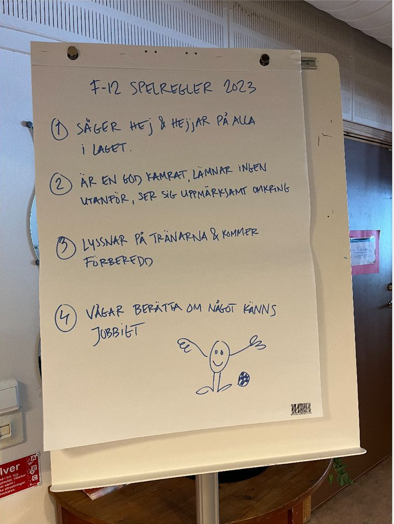 F-12 SPELREGLER 2023
① SÄGER HEJ & HEJJAR PÅ ALLA
I LAGET.
② ÄR EN GOD KAMRAT, LÄMNAR INGEN
UTANFÖR, SER SIG UPPMÄRKSAMT OMKRING
③ LYSSNAR PÅ TRÄNARNA & KOMMER
FÖRBEREDD
④ VÅGAR BERÄTTA OM NÅGOT KÄNNS
JOBBIGT
lver